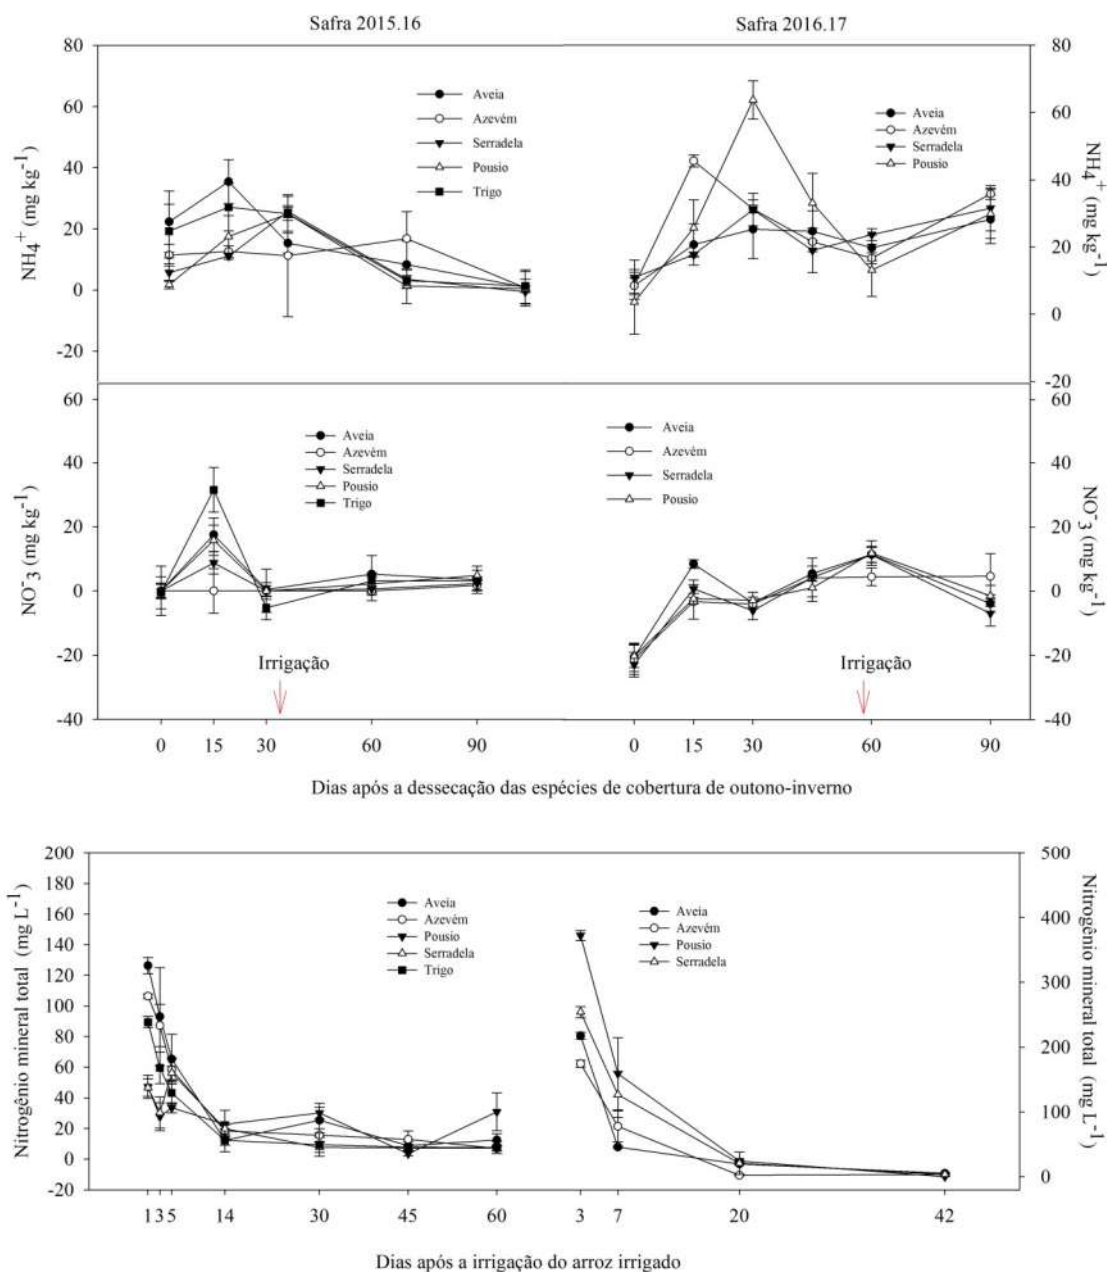 Safra 2015.16
Safra 2016.17
80
60
40
20
0
-20
NH4+ (mg kg-1)
Aveia
Azevém
Serradela
Pousio
Trigo
Aveia
Azevém
Serradela
Pousio
80
60
40
20
0
-20
NH4+ (mg kg-1)
60
40
20
0
-20
-40
NO-3 (mg kg-1)
Aveia
Azevém
Serradela
Pousio
Trigo
Irrigação
Aveia
Azevém
Serradela
Pousio
Irrigação
60
40
20
0
-20
-40
NO-3 (mg kg-1)
0 15 30 60 90
0 15 30 60 90
Dias após a dessecação das espécies de cobertura de outono-inverno
200
180
160
140
120
100
80
60
40
20
0
-20
Nitrogênio mineral total (mg L-1)
Aveia
Azevém
Pousio
Serradela
Trigo
Aveia
Azevém
Pousio
Serradela
500
400
300
200
100
0
Nitrogênio mineral total (mg L-1)
1 3 5 14 30 45 60
3 7 20 42
Dias após a irrigação do arroz irrigado